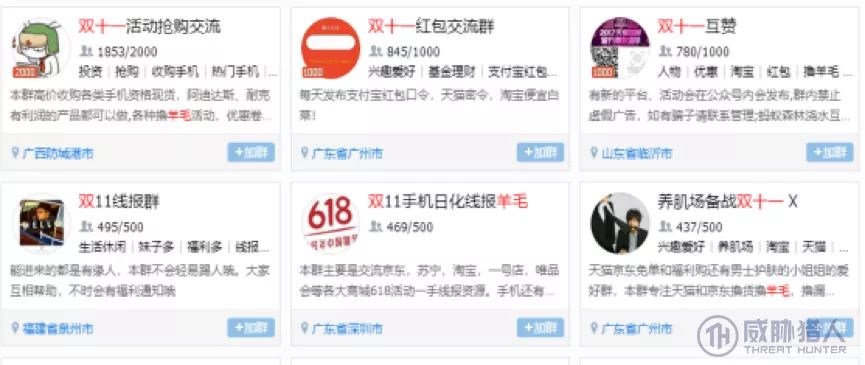 双十一活动抢购交流
1853/2000
投资 | 抢购 | 收购手机 | 热门手机 | ...
2000
本群高价收购各类手机资格现货，阿迪达斯、耐克
有利润的产品都可以做,各种撸羊毛活动，优惠卷...
广西防城港市
+加群
双十一红包交流群
845/1000
兴趣爱好 | 基金理财 | 支付宝红包...
1000
每天发布支付宝红包口令，天猫密令，淘宝便宜白
菜！
广东省广州市
+加群
双十一互赞
780/1000
人物 | 优惠 | 淘宝 | 红包 | 撸羊毛 ...
1000
有新的平台、活动会在公众号内会发布,群内禁止
虚假广告，如有骗子请联系管理;蚂蚁森林浇水互...
山东省临沂市
+加群
双11线报群
495/500
生活休闲 | 妹子多 | 福利多 | 线报...
能进来的都是有缘人，本群不会轻易踢人哦。大家
互相帮助，不时会有福利通知哦
福建省泉州市
+加群
双11手机日化线报羊毛
469/500
618
本群主要是交流京东，苏宁，淘宝，一号店，唯品
会等各大商城618活动一手线报资源。手机还有...
广东省深圳市
+加群
养肌场备战双十一 X
437/500
兴趣爱好 | 养肌场 | 淘宝 | 天猫 | ...
天猫京东免单和福利购还有男士护肤的小姐姐的爱
好群，本群专注天猫和京东撸货撸羊毛，撸漏...
广东省广州市
+加群
威胁猎人
THREAT HUNTER